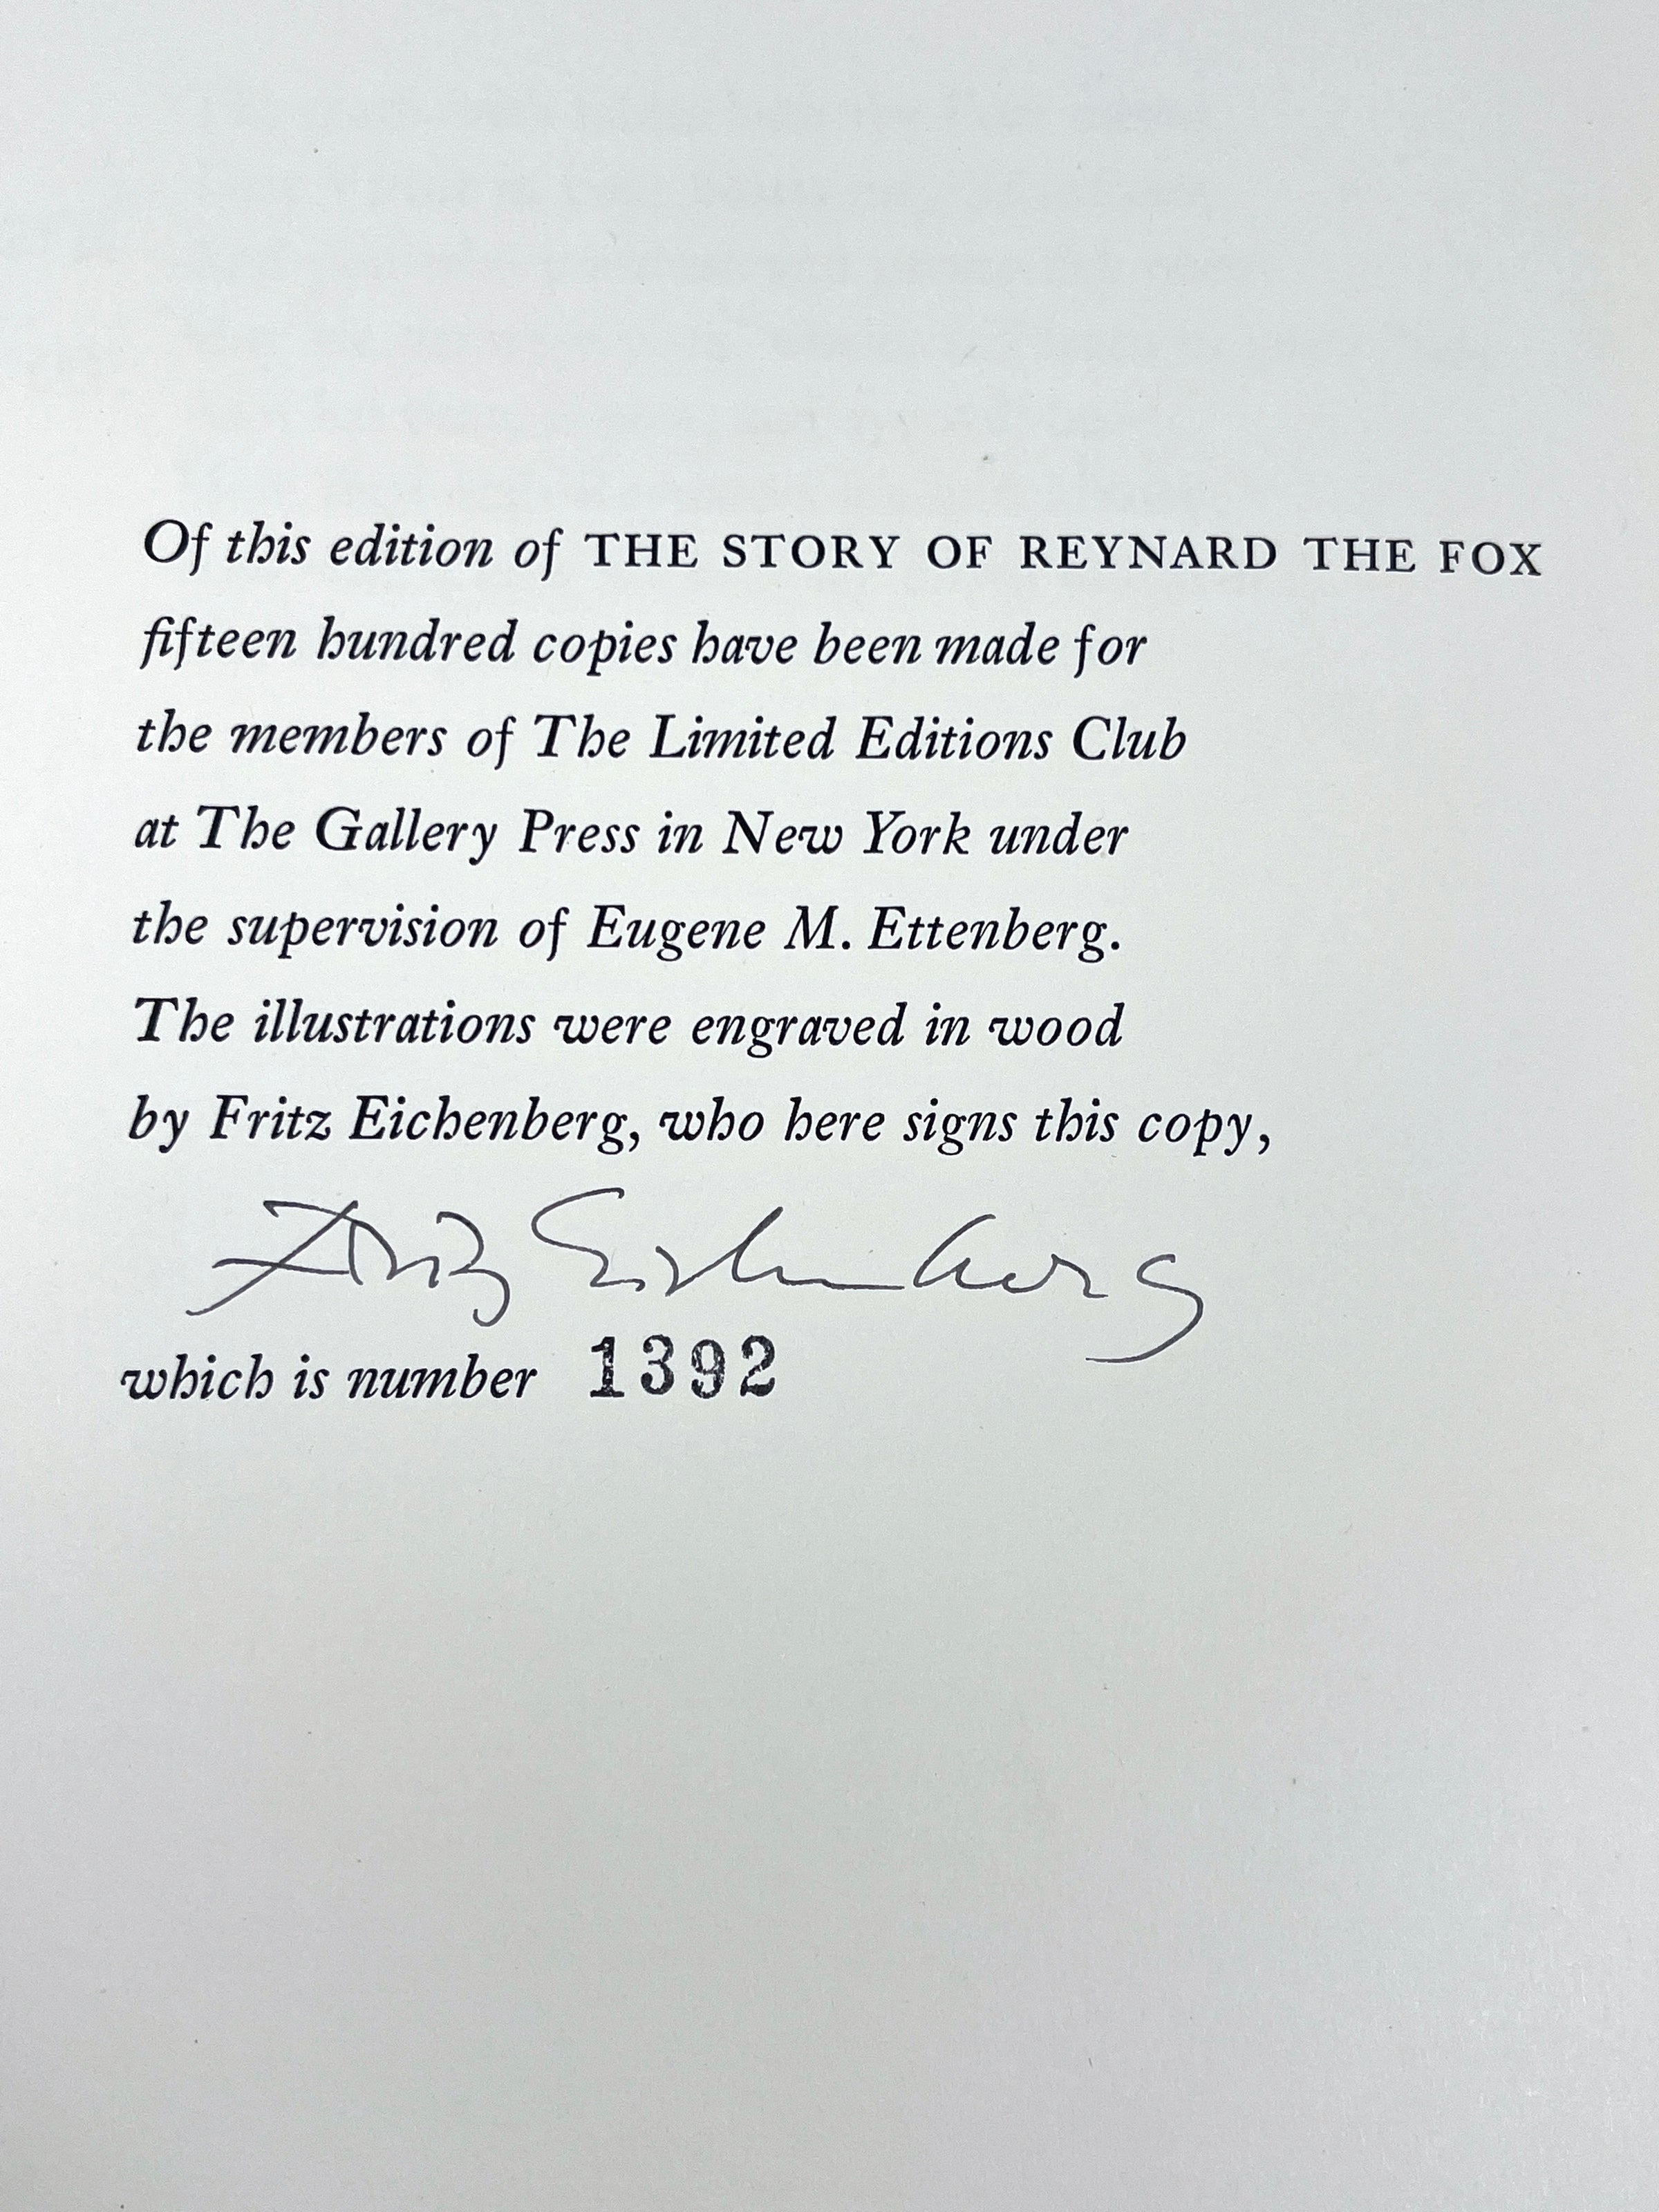 Of this edition of THE STORY OF REYNARD THE FOX
fifteen hundred copies have been made for
the members of The Limited Editions Club
at The Gallery Press in New York under
the supervision of Eugene M. Ettenberg.
The illustrations were engraved in wood
by Fritz Eichenberg, who here signs this copy,
Fritz Eichenberg
which is number 1392